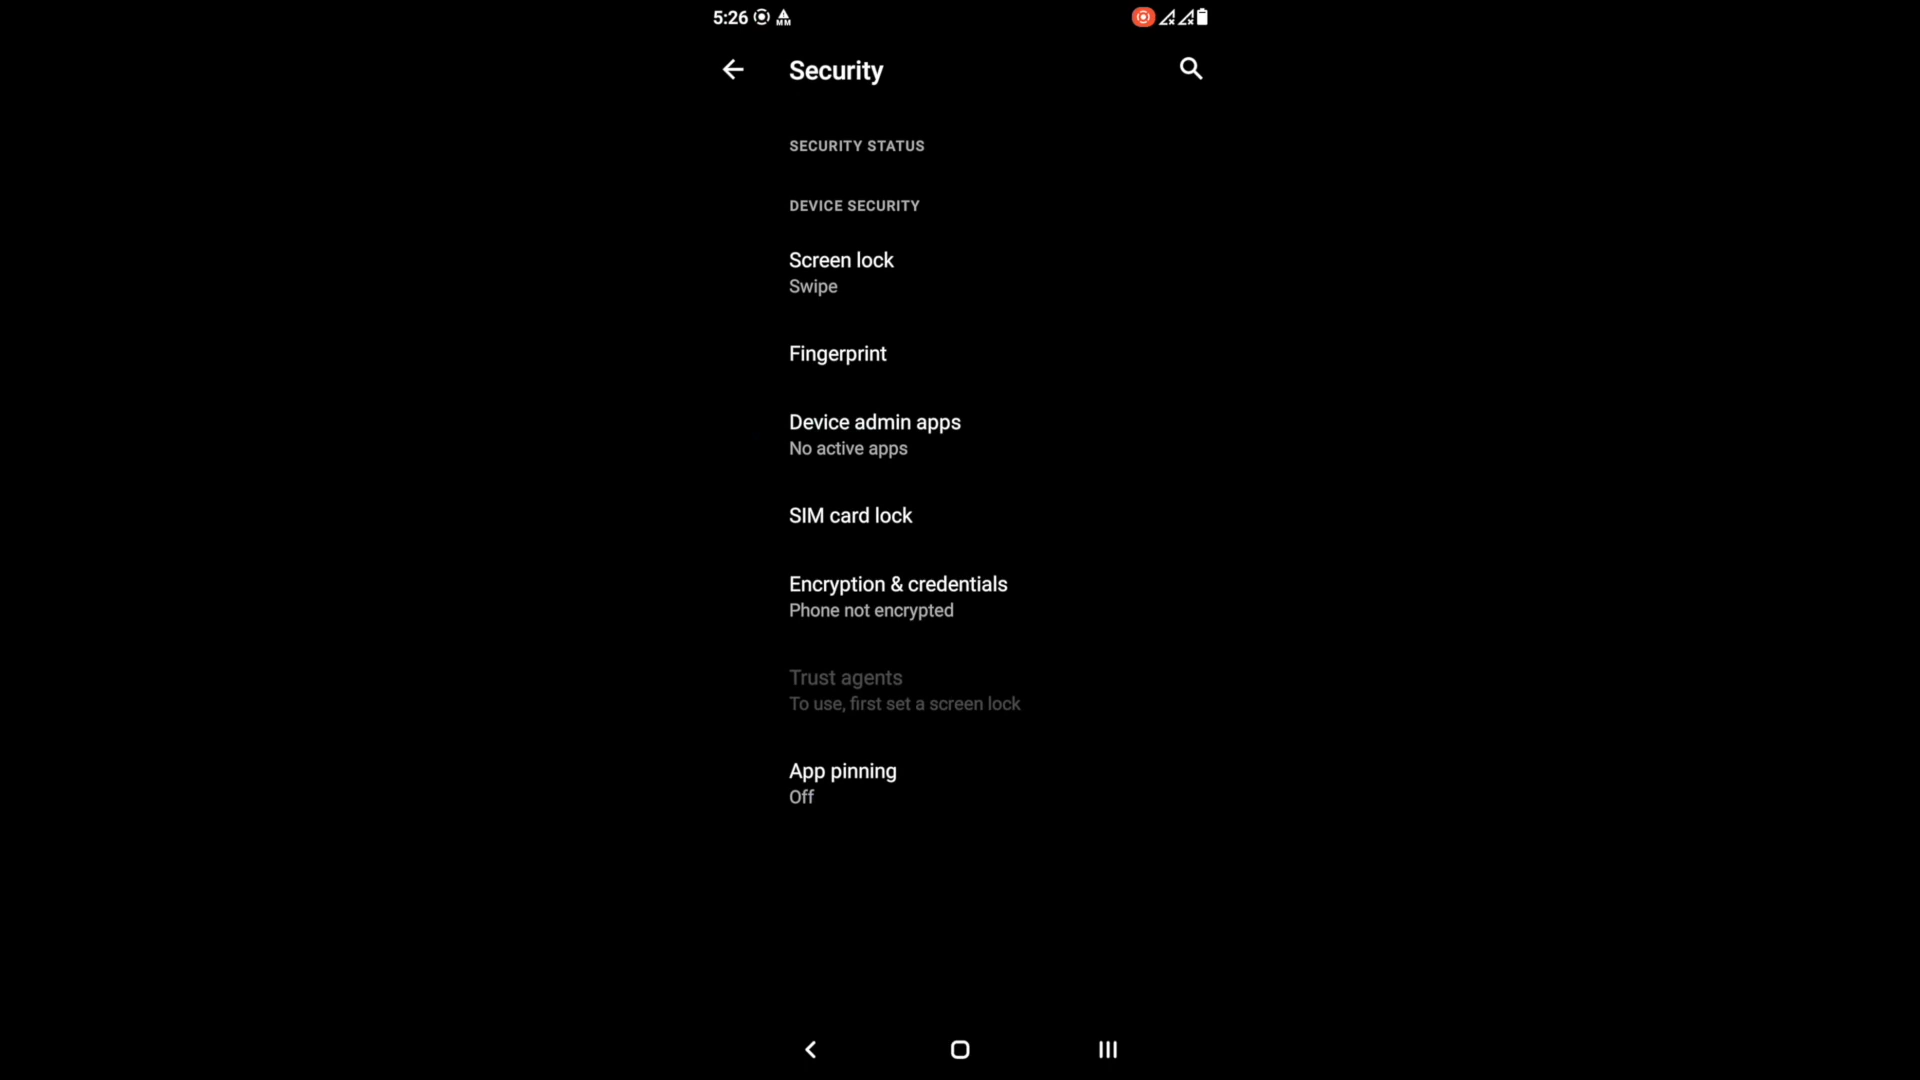 5:26
Security
SECURITY STATUS
DEVICE SECURITY
Screen lock
Swipe
Fingerprint
Device admin apps
No active apps
SIM card lock
Encryption & credentials
Phone not encrypted
Trust agents
To use, first set a screen lock
App pinning
Off